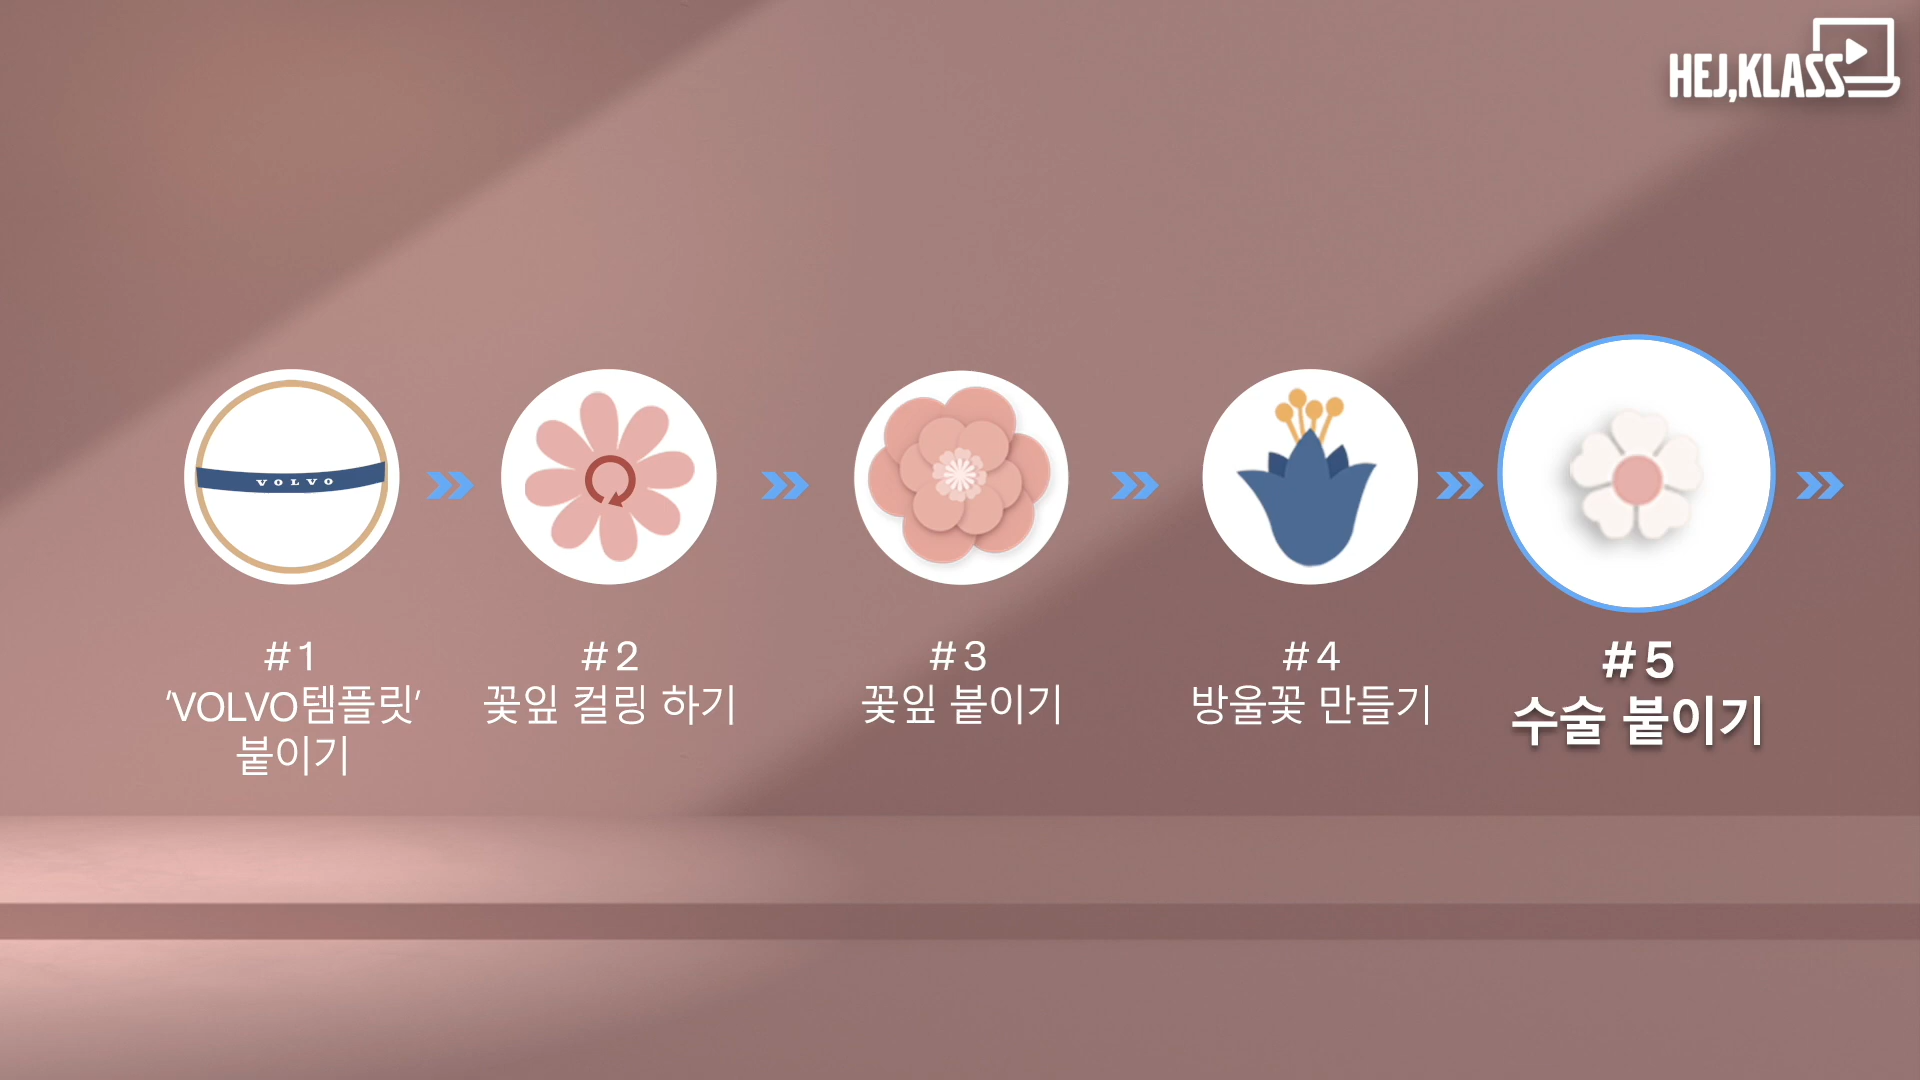 HEJ,KLASS
VOLVO
#1
‘VOLVO템플릿’
붙이기
#2
꽃잎 컬링 하기
#3
꽃잎 붙이기
#4
방울꽃 만들기
#5
수술 붙이기